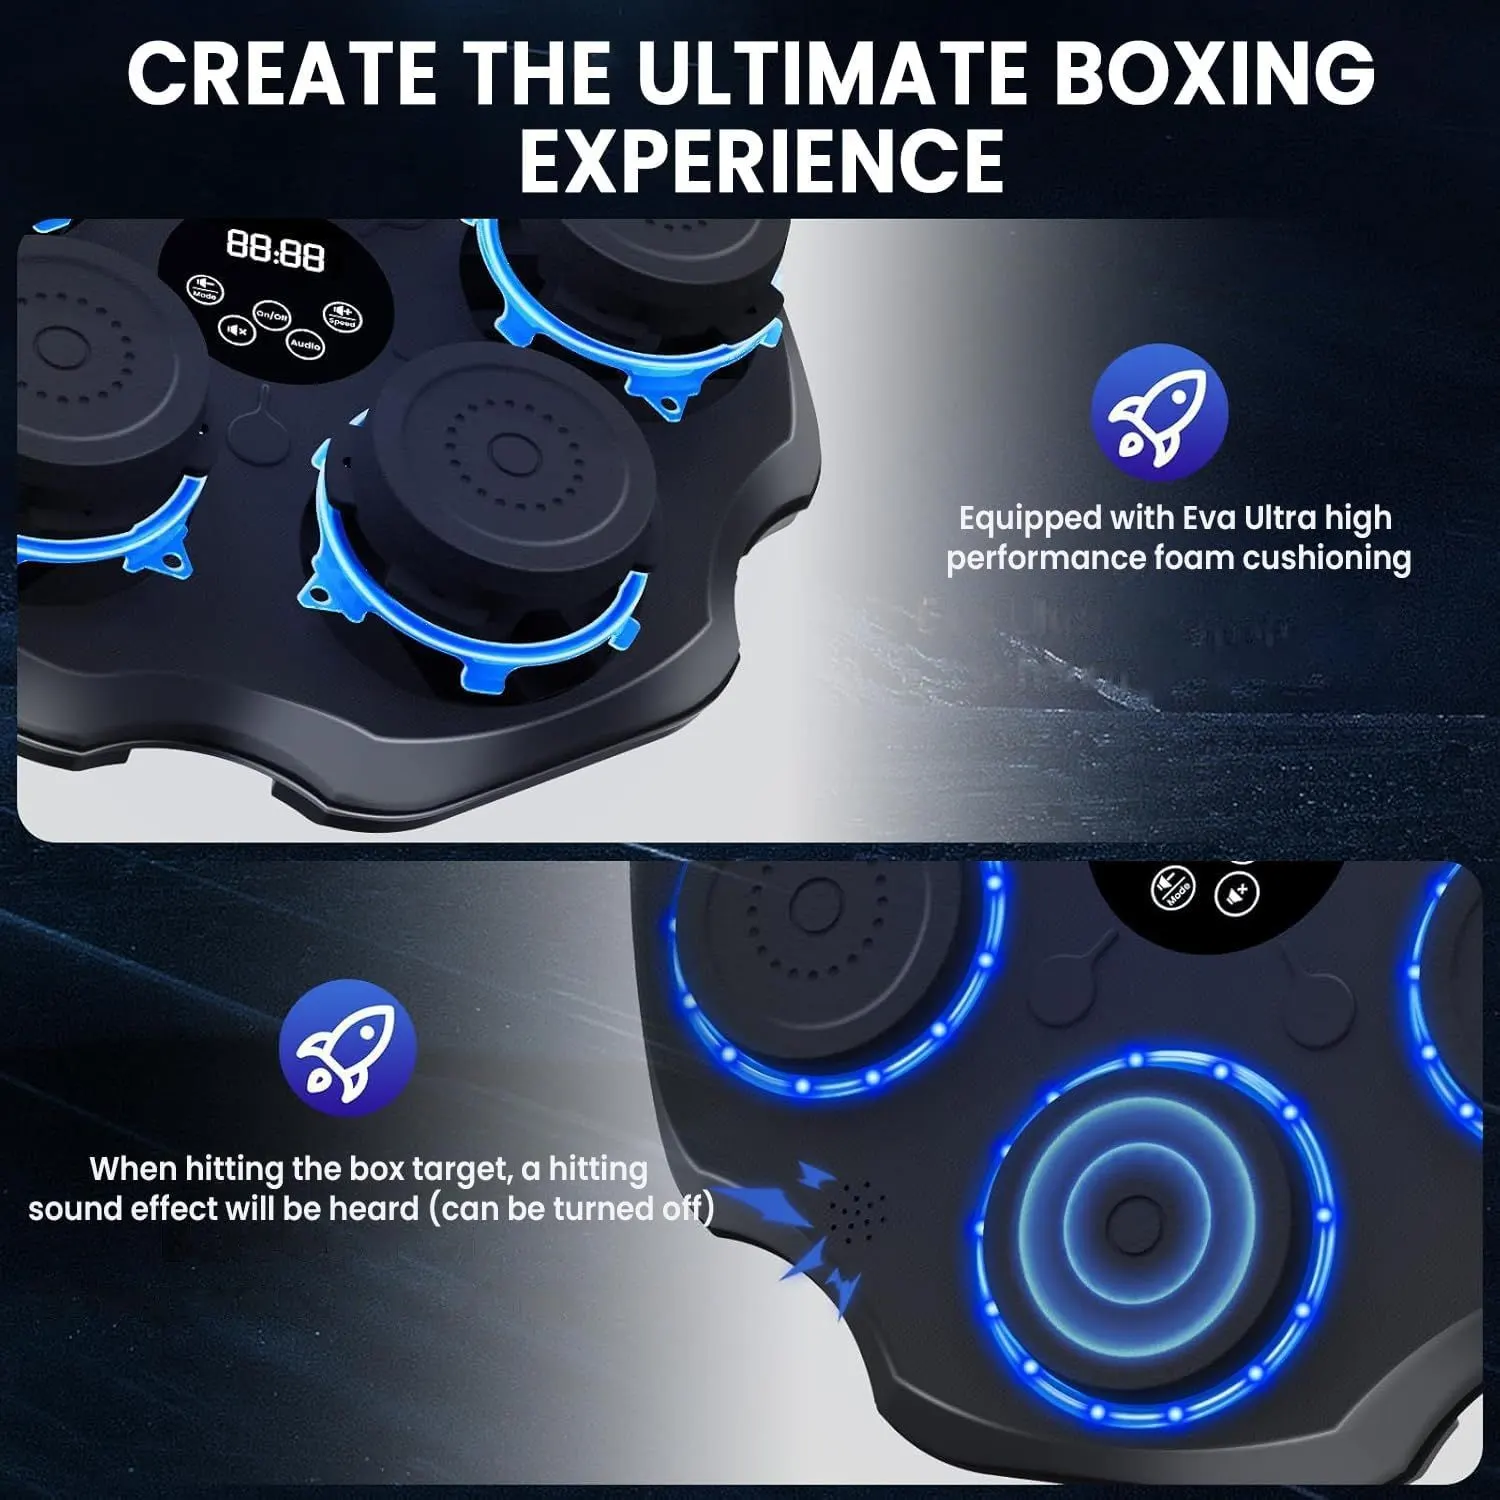 CREATE THE ULTIMATE BOXING
EXPERIENCE
88:88
Mode
On/Off
Speed
Audio
Equipped with Eva Ultra high
performance foam cushioning
Mode
When hitting the box target, a hitting
sound effect will be heard (can be turned off)